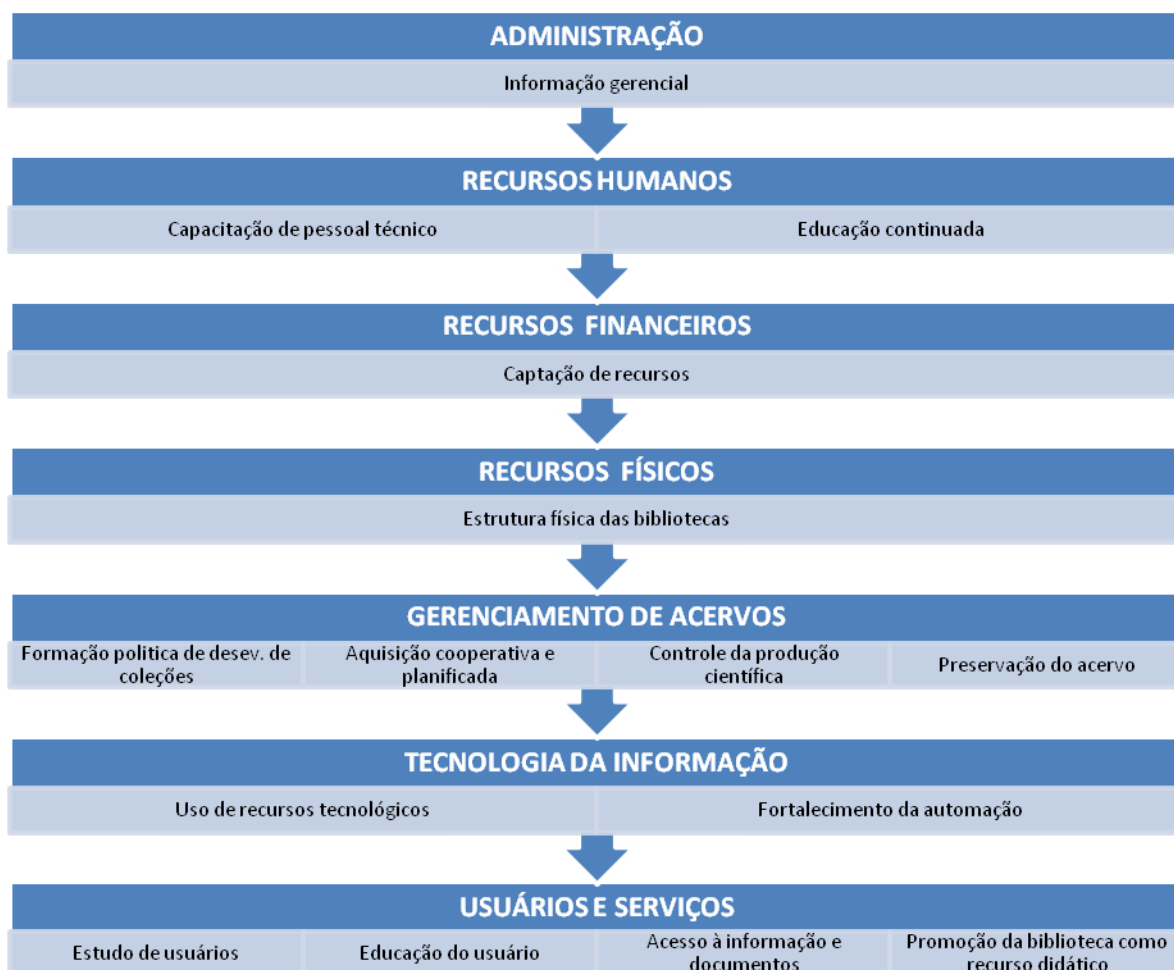 ADMINISTRAÇÃO
Informação gerencial
RECURSOS HUMANOS
Capacitação de pessoal técnico
Educação continuada
RECURSOS FINANCEIROS
Captação de recursos
RECURSOS FÍSICOS
Estrutura física das bibliotecas
GERENCIAMENTO DE ACERVOS
Formação politica de desev. de
coleções
Aquisição cooperativa e
planificada
Controle da produção
científica
Preservação do acervo
TECNOLOGIA DA INFORMAÇÃO
Uso de recursos tecnológicos
Fortalecimento da automação
USUÁRIOS E SERVIÇOS
Estudo de usuários
Educação do usuário
Acesso à informação e
documentos
Promoção da biblioteca como
recurso didático